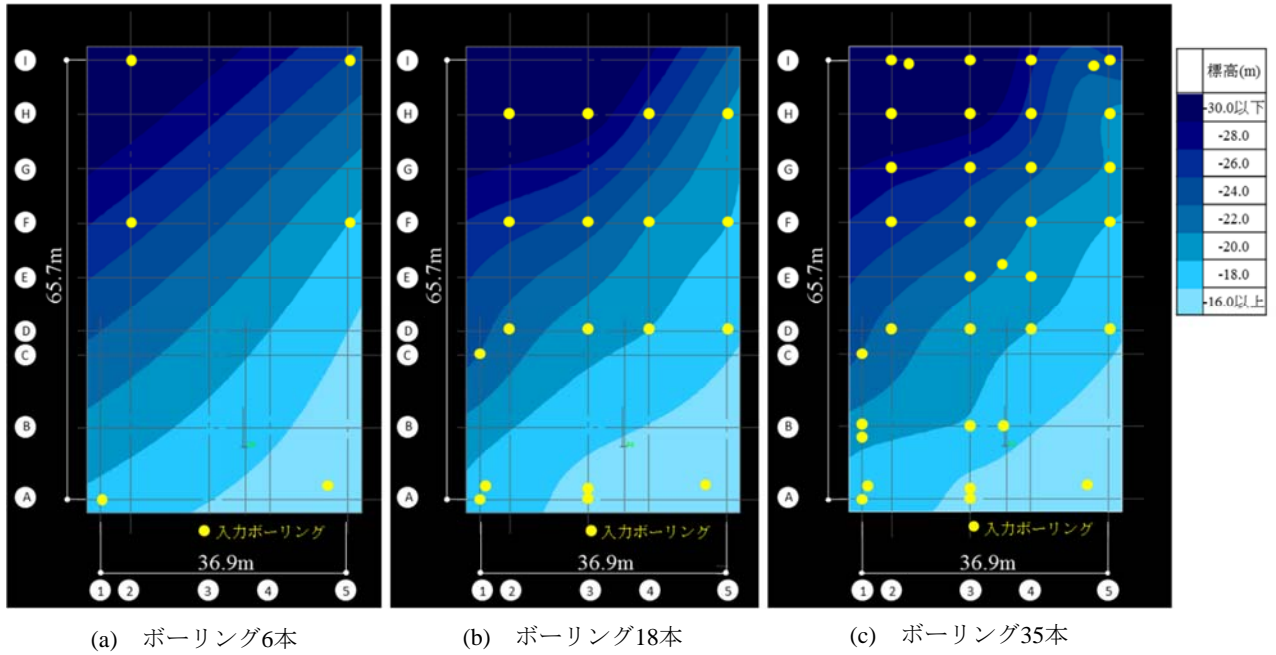 I
H
G
F
E
D
C
B
A
65.7m
入力ボーリング
36.9m
1
2
3
4
5
(a) ボーリング6本
I
H
G
F
E
D
C
B
A
65.7m
入力ボーリング
36.9m
1
2
3
4
5
(b) ボーリング18本
I
H
G
F
E
D
C
B
A
65.7m
入力ボーリング
36.9m
1
2
3
4
5
(c) ボーリング35本
標高(m)
-30.0以下
-28.0
-26.0
-24.0
-22.0
-20.0
-18.0
-16.0以上